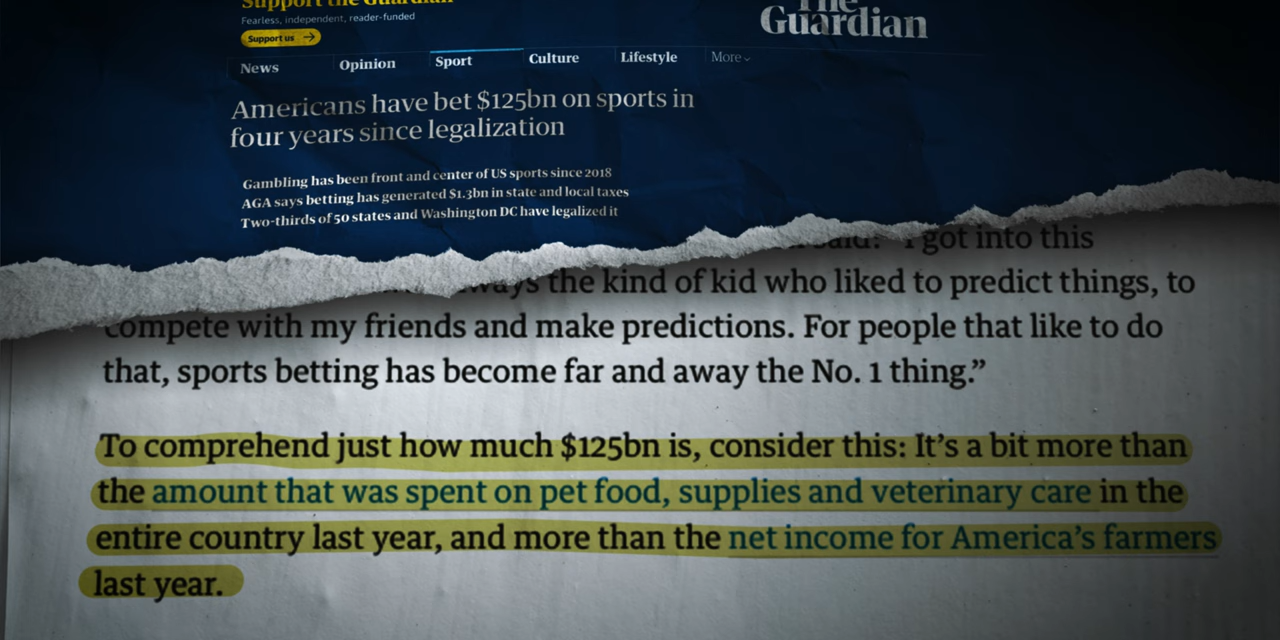 Support the Guardian
Fearless, independent, reader-funded
Support us →
The
Guardian
News Opinion Sport Culture Lifestyle More
Americans have bet $125bn on sports in
four years since legalization
Gambling has been front and center of US sports since 2018
AGA says betting has generated $1.3bn in state and local taxes
Two-thirds of 50 states and Washington DC have legalized it
said: “I got into this
the kind of kid who liked to predict things, to
compete with my friends and make predictions. For people that like to do
that, sports betting has become far and away the No. 1 thing.”
To comprehend just how much $125bn is, consider this: It’s a bit more than
the amount that was spent on pet food, supplies and veterinary care in the
entire country last year, and more than the net income for America’s farmers
last year.